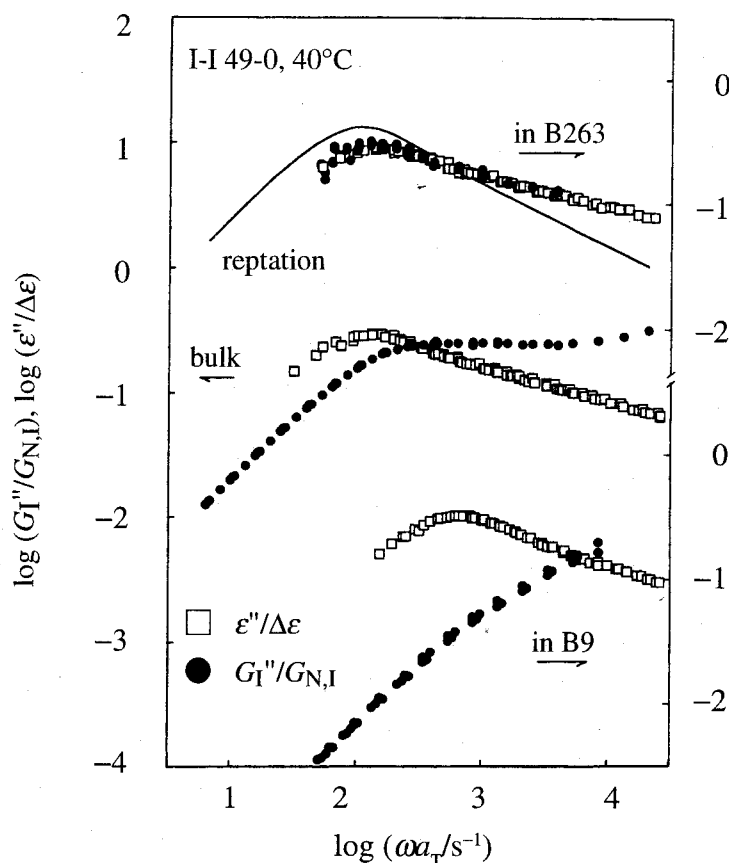 2
I-I 49-0, 40°C
0
in B263
1
−1
reptation
0
−2
bulk
−1
0
−2
−1
ε"/Δε
−3
in B9
G_I"/G_N,I
−2
−4
1
2
3
4
log (ωa_T/s⁻¹)
log (G_I"/G_N,I), log (ε"/Δε)